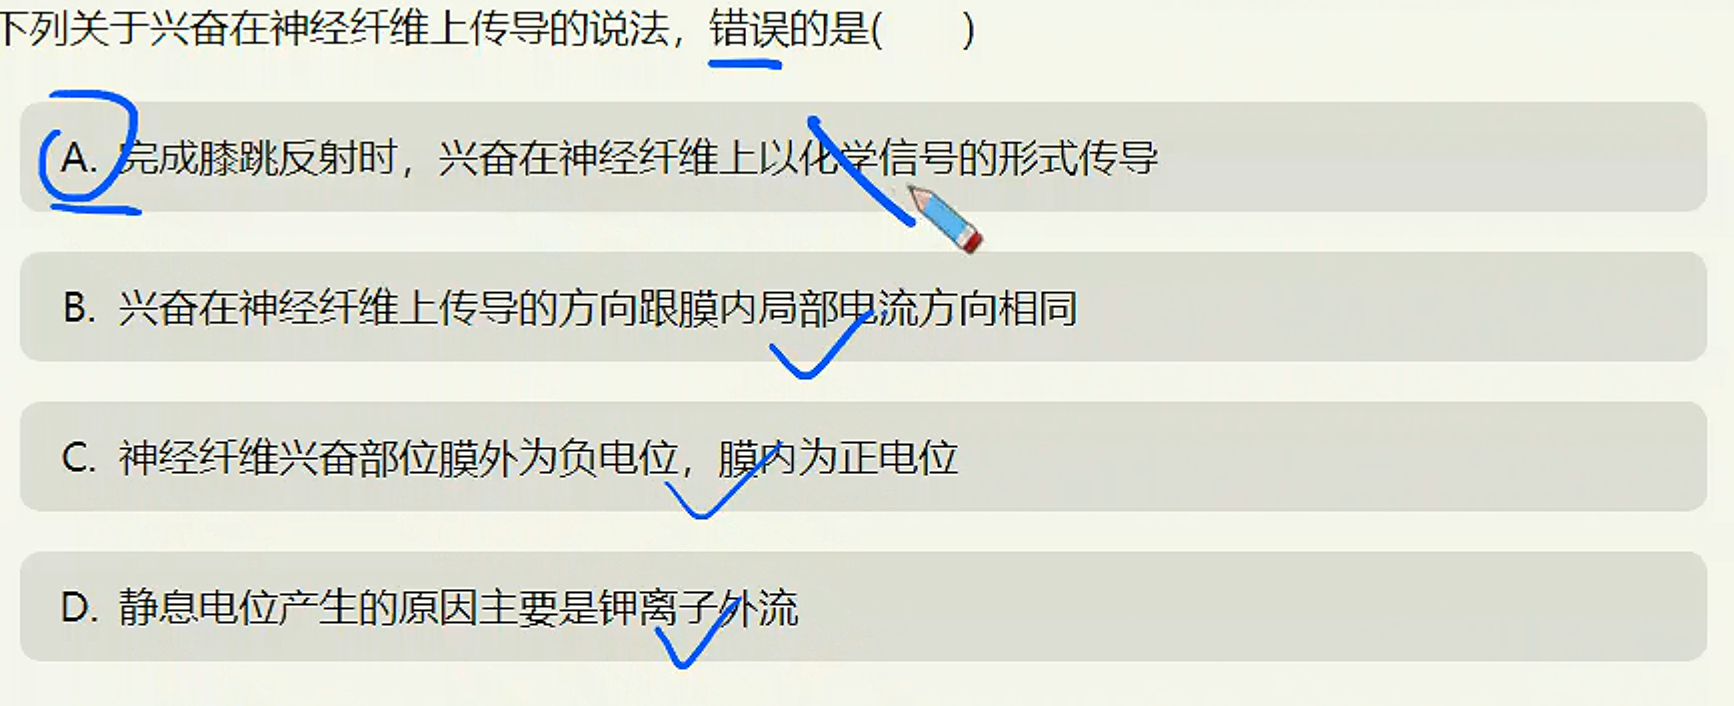 下列关于兴奋在神经纤维上传导的说法，错误的是(　　)
A. 完成膝跳反射时，兴奋在神经纤维上以化学信号的形式传导
B. 兴奋在神经纤维上传导的方向跟膜内局部电流方向相同
C. 神经纤维兴奋部位膜外为负电位，膜内为正电位
D. 静息电位产生的原因主要是钾离子外流